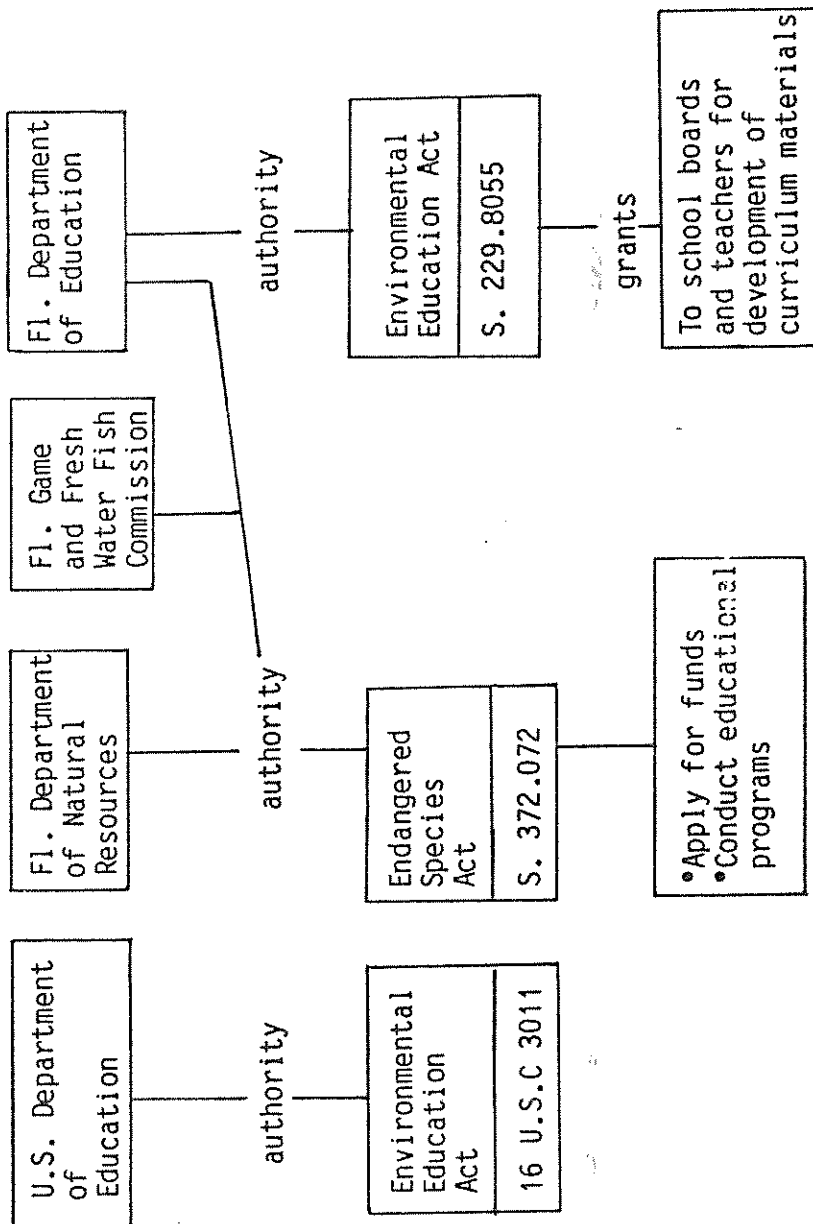 U.S. Department
of
Education
Fl. Department
of Natural
Resources
Fl. Game
and Fresh
Water Fish
Commission
Fl. Department
of Education
authority
authority
authority
Environmental
Education
Act
16 U.S.C 3011
Endangered
Species
Act
S. 372.072
Environmental
Education Act
S. 229.8055
grants
•Apply for funds
•Conduct educational
programs
To school boards
and teachers for
development of
curriculum materials